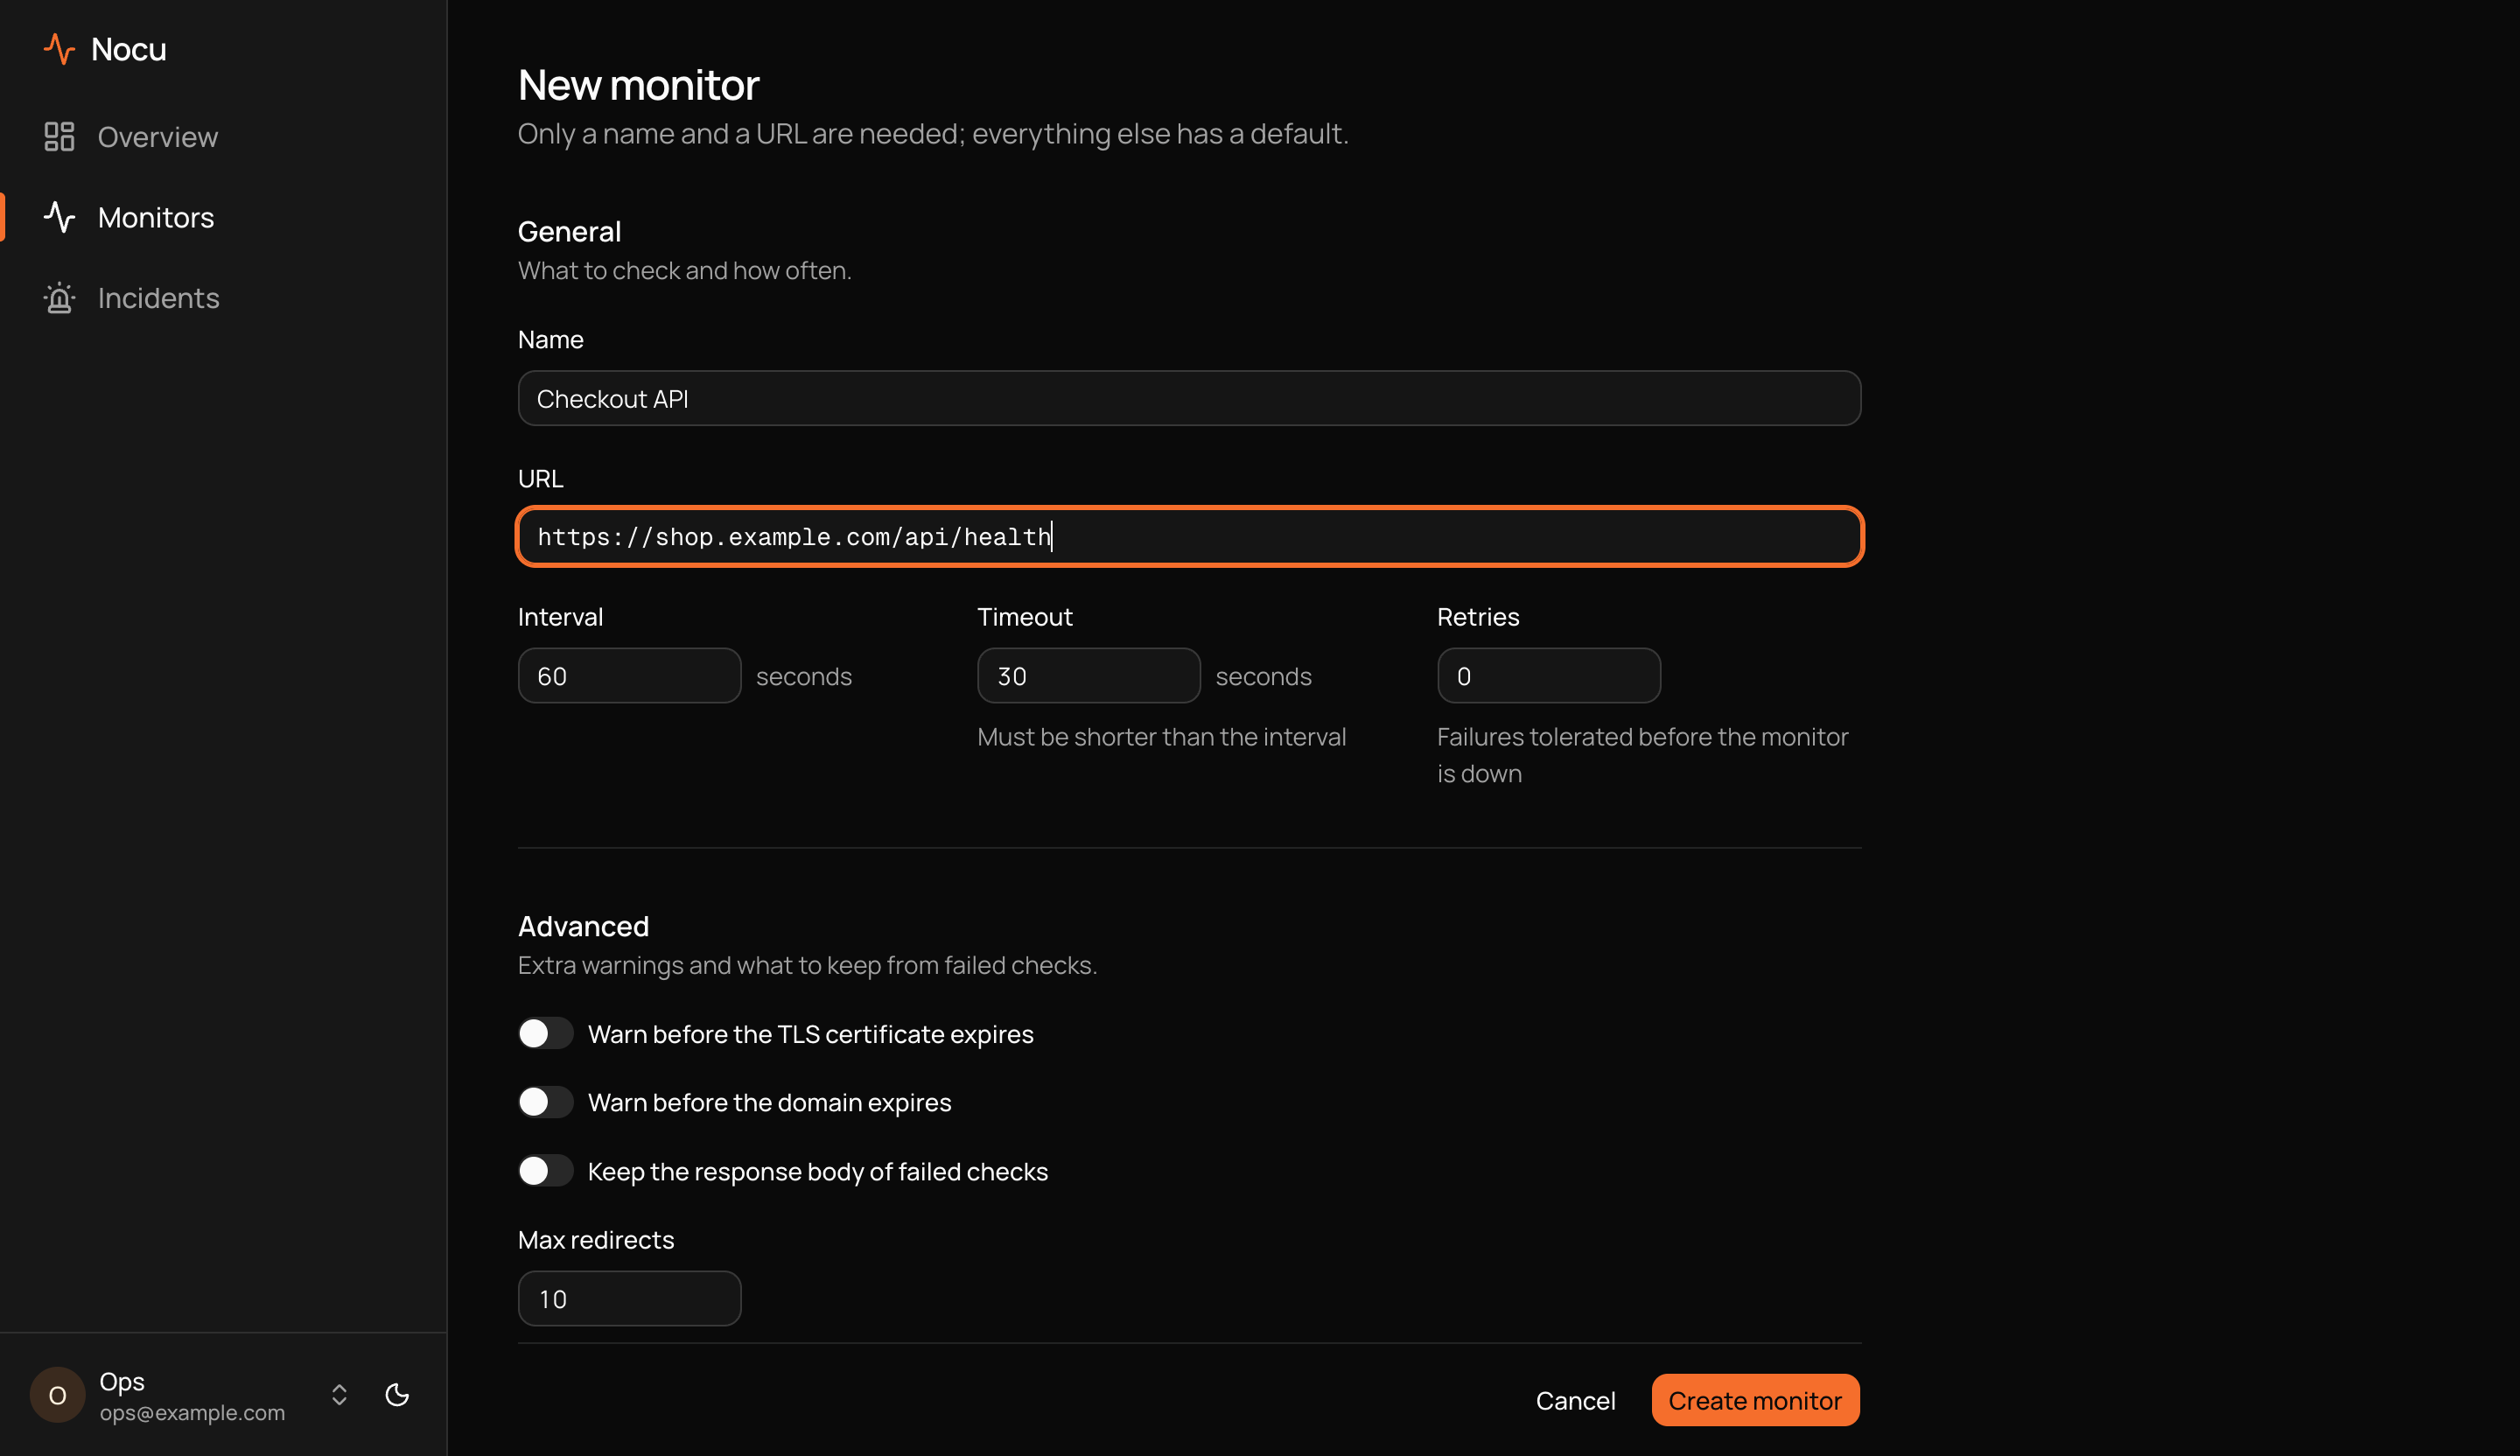 Nocu
Overview
Monitors
Incidents
Ops
ops@example.com
O
New monitor
Only a name and a URL are needed; everything else has a default.
General
What to check and how often.
Name
Checkout API
URL
https://shop.example.com/api/health
Interval
60 seconds
Timeout
30 seconds
Must be shorter than the interval
Retries
0
Failures tolerated before the monitor
is down
Advanced
Extra warnings and what to keep from failed checks.
Warn before the TLS certificate expires
Warn before the domain expires
Keep the response body of failed checks
Max redirects
10
Cancel
Create monitor